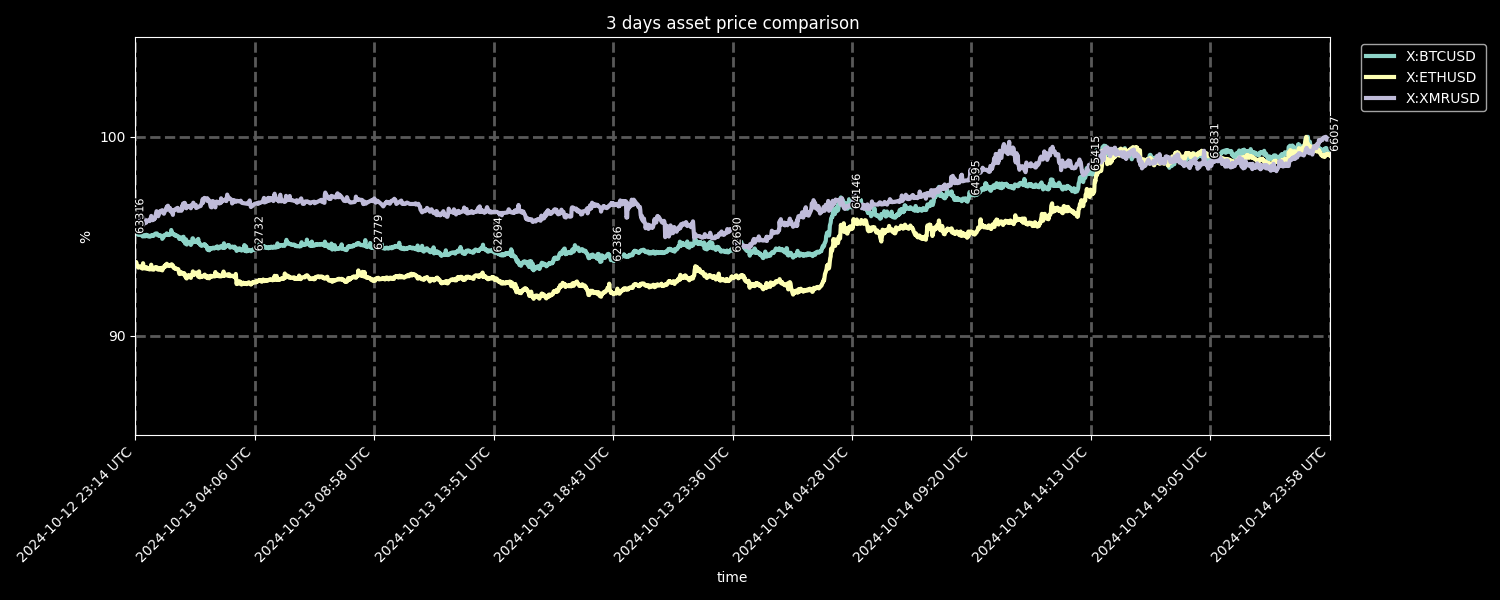 3 days asset price comparison
X:BTCUSD
X:ETHUSD
X:XMRUSD
100
90
%
63316
62732
62779
62694
62386
62690
64146
64595
65415
65831
66057
2024-10-12 23:14 UTC
2024-10-13 04:06 UTC
2024-10-13 08:58 UTC
2024-10-13 13:51 UTC
2024-10-13 18:43 UTC
2024-10-13 23:36 UTC
2024-10-14 04:28 UTC
2024-10-14 09:20 UTC
2024-10-14 14:13 UTC
2024-10-14 19:05 UTC
2024-10-14 23:58 UTC
time